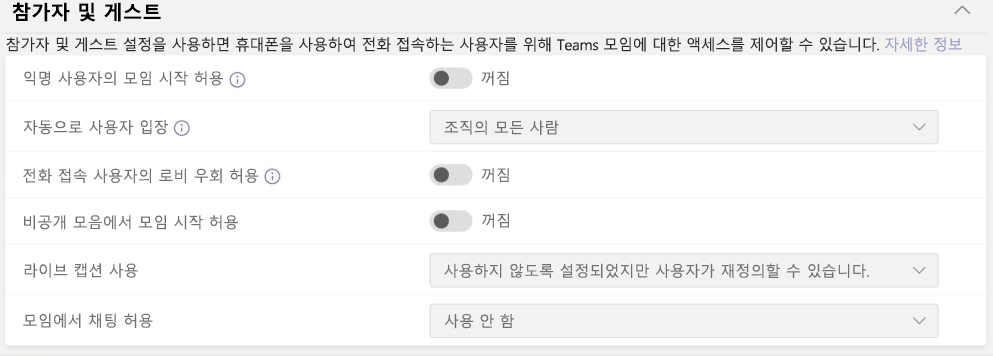 참가자 및 게스트
참가자 및 게스트 설정을 사용하면 휴대폰을 사용하여 전화 접속하는 사용자를 위해 Teams 모임에 대한 액세스를 제어할 수 있습니다. 자세한 정보
익명 사용자의 모임 시작 허용 꺼짐
자동으로 사용자 입장 조직의 모든 사람
전화 접속 사용자의 로비 우회 허용 꺼짐
비공개 모음에서 모임 시작 허용 꺼짐
라이브 캡션 사용 사용하지 않도록 설정되었지만 사용자가 재정의할 수 있습니다.
모임에서 채팅 허용 사용 안 함